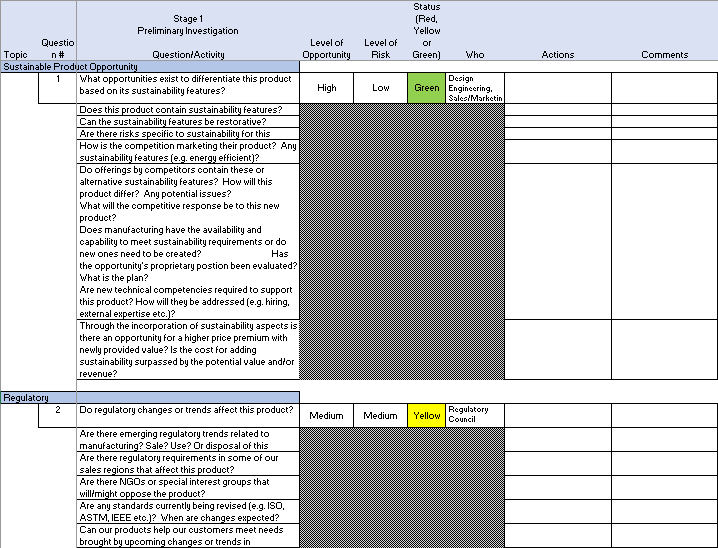 Stage 1
Preliminary Investigation
Status
(Red,
Yellow
or
Green)
Topic
Questio
n #
Question/Activity
Level of
Opportunity
Level of
Risk
Who
Actions
Comments
Sustainable Product Opportunity
1
What opportunities exist to differentiate this product
based on its sustainability features?
High
Low
Green
Design
Engineering,
Sales/Marketin
Does this product contain sustainability features?
Can the sustainability features be restorative?
Are there risks specific to sustainability for this
How is the competition marketing their product? Any
sustainability features (e.g. energy efficient)?
Do offerings by competitors contain these or
alternative sustainability features? How will this
product differ? Any potential issues?
What will the competitive response be to this new
product?
Does manufacturing have the availability and
capability to meet sustainability requirements or do
new ones need to be created? Has
the opportunity's proprietary postion been evaluated?
What is the plan?
Are new technical competencies required to support
this product? How will they be addressed (e.g. hiring,
external expertise etc.)?
Through the incorporation of sustainability aspects is
there an opportunity for a higher price premium with
newly provided value? Is the cost for adding
sustainability surpassed by the potential value and/or
revenue?
Regulatory
2
Do regulatory changes or trends affect this product?
Medium
Medium
Yellow
Regulatory
Council
Are there emerging regulatory trends related to
manufacturing? Sale? Use? Or disposal of this
Are there regulatory requirements in some of our
sales regions that affect this product?
Are there NGOs or special interest groups that
will/might oppose the product?
Are any standards currently being revised (e.g. ISO,
ASTM, IEEE etc.)? When are changes expected?
Can our products help our customers meet needs
brought by upcoming changes or trends in